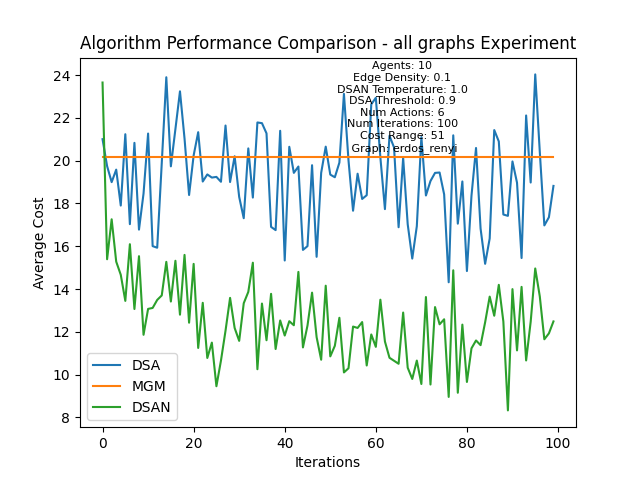 Algorithm Performance Comparison - all graphs Experiment
Agents: 10
Edge Density: 0.1
DSAN Temperature: 1.0
DSA Threshold: 0.9
Num Actions: 6
Num Iterations: 100
Cost Range: 51
Graph: erdos_renyi
24
22
20
18
16
14
12
10
8
Average Cost
DSA
MGM
DSAN
0
20
40
60
80
100
Iterations